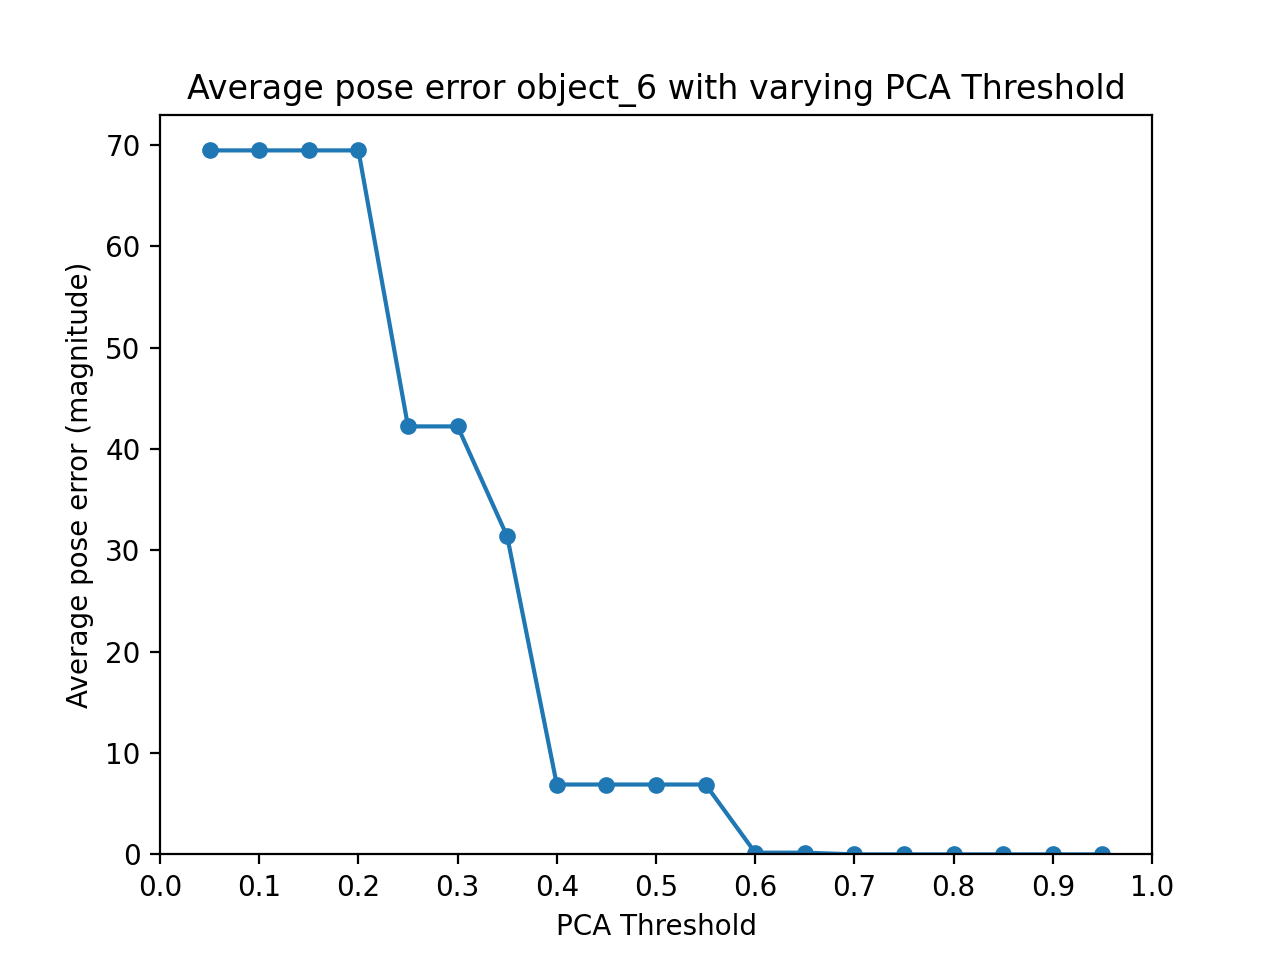 Average pose error object_6 with varying PCA Threshold
Average pose error (magnitude)
70
60
50
40
30
20
10
0
0.0 0.1 0.2 0.3 0.4 0.5 0.6 0.7 0.8 0.9 1.0
PCA Threshold